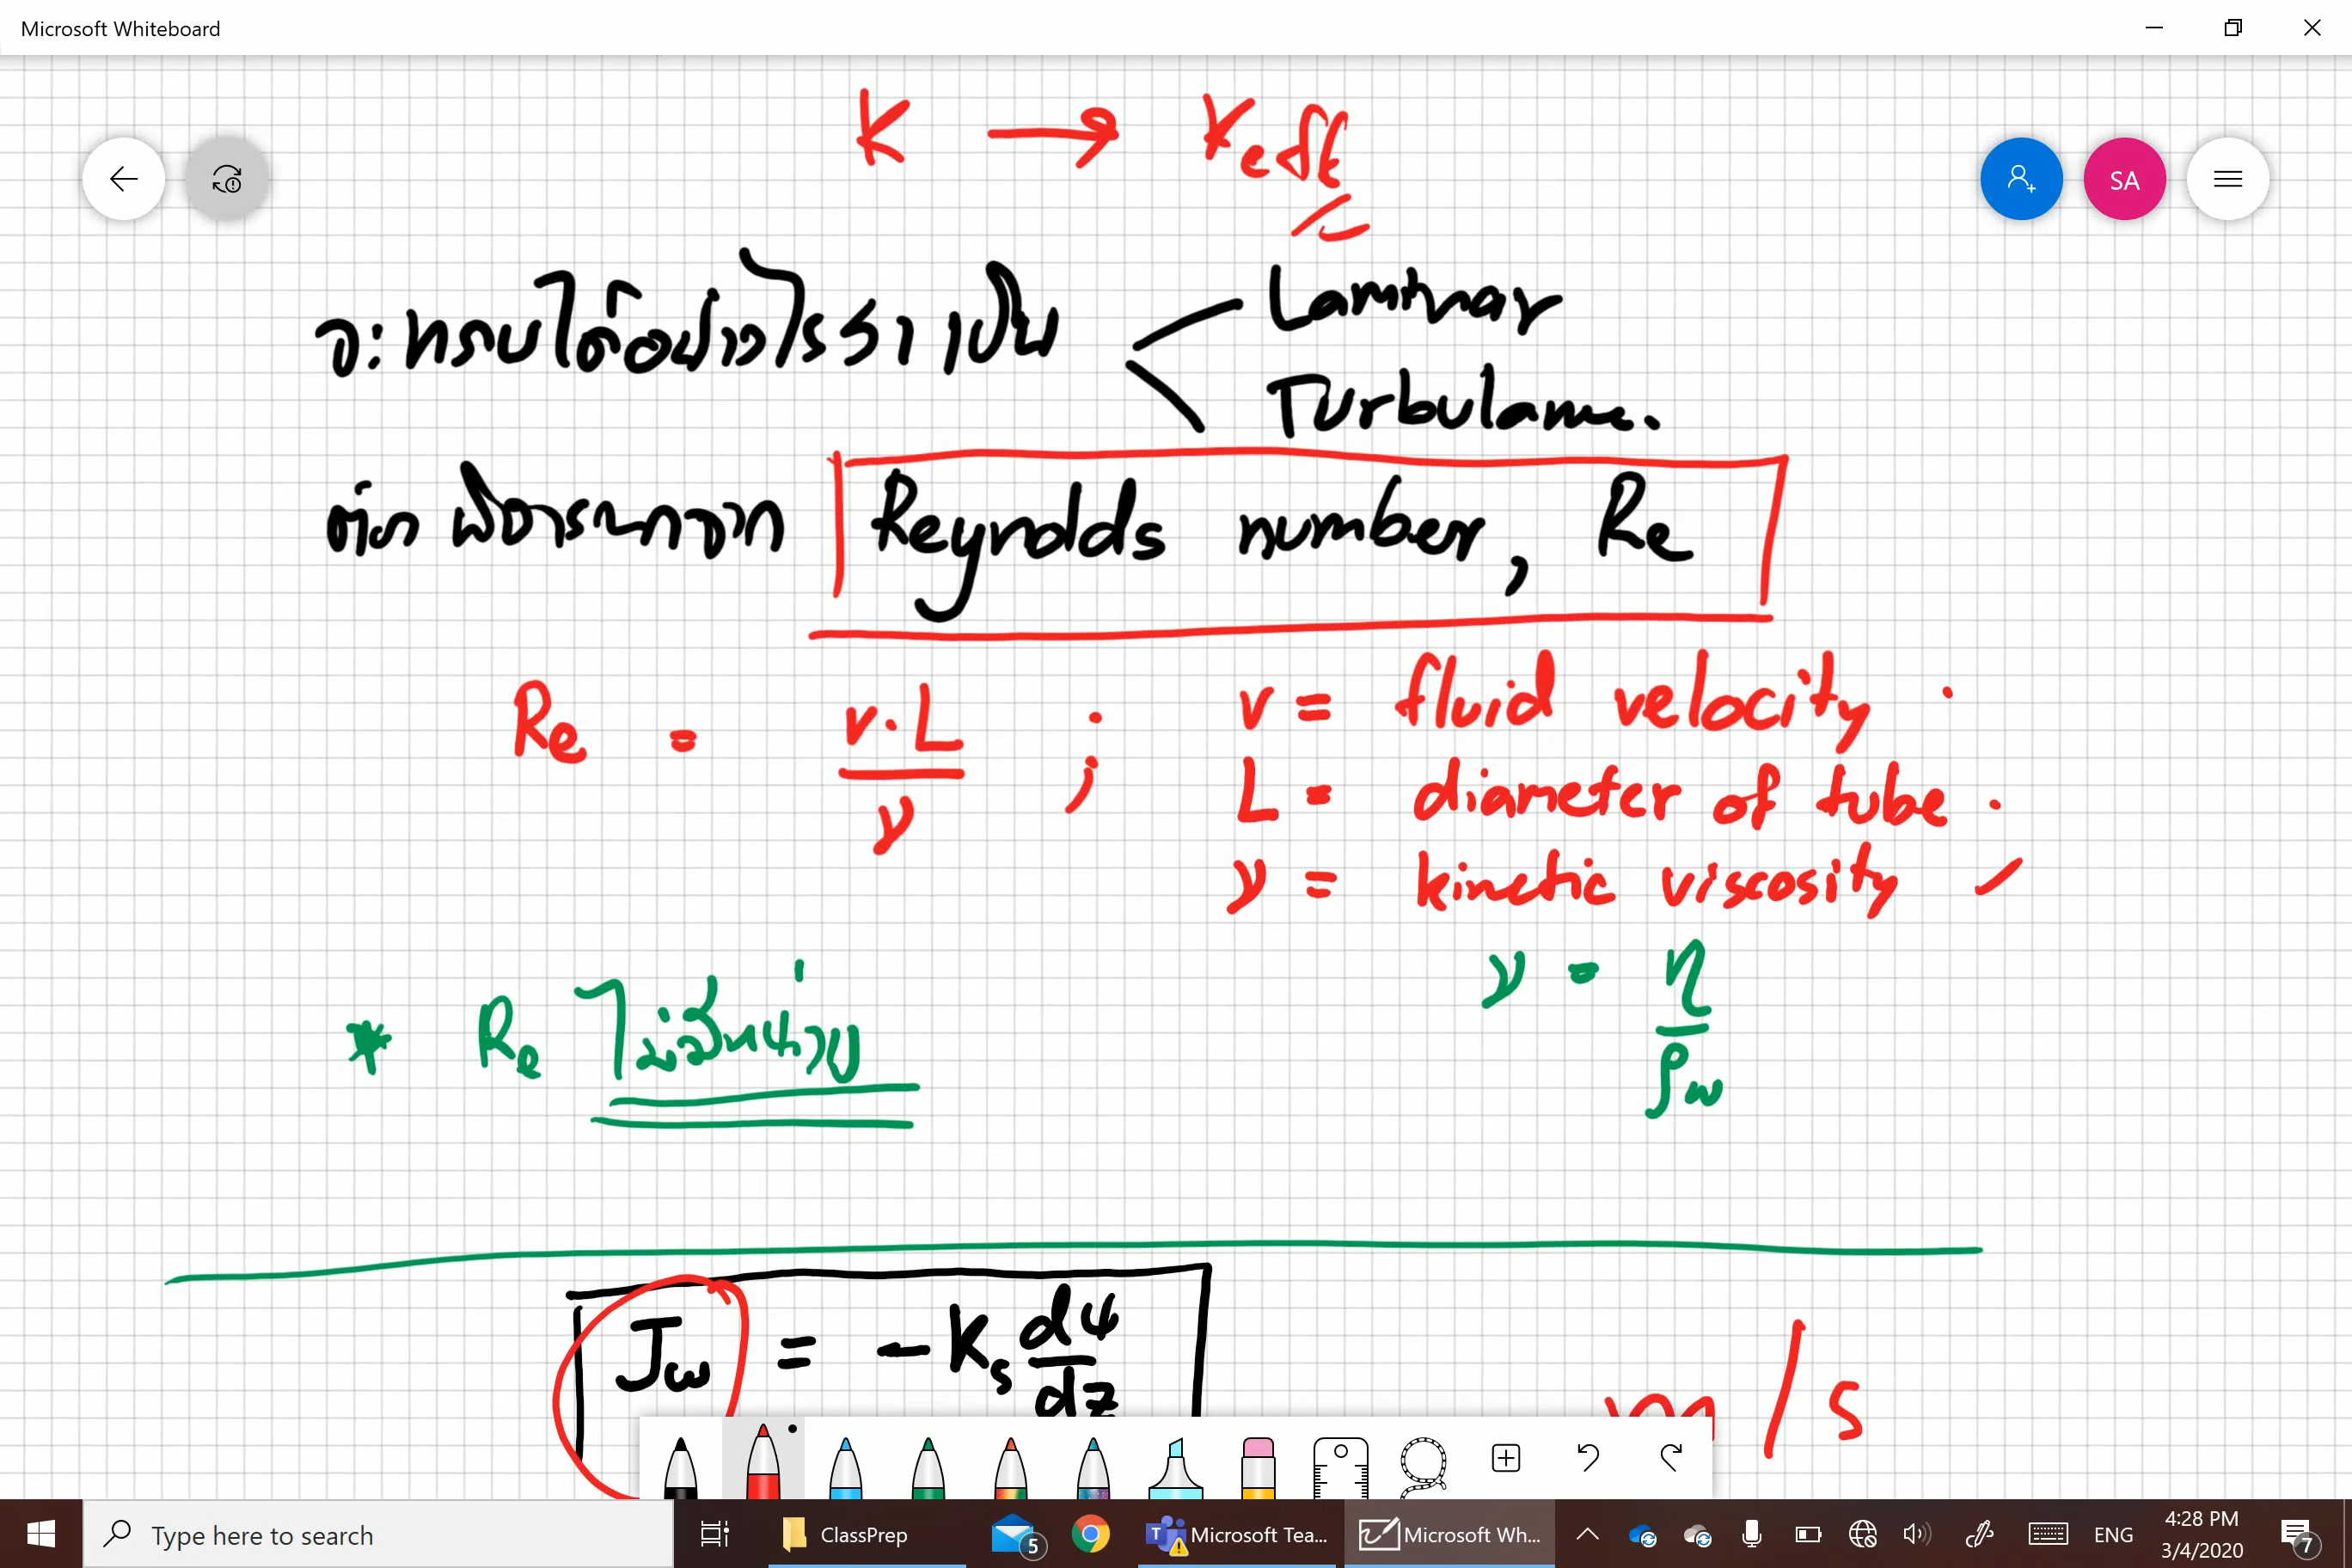 Microsoft Whiteboard
K → Keff
SA
จะทราบได้อย่างไรว่า เป็น
Laminar
Turbulance.
ต้อง พิจารณาจาก Reynolds number, Re
Re = v·L / ν ; v = fluid velocity .
L = diameter of tube .
ν = kinetic viscosity
ν = η / ρw
* Re ไม่มีหน่วย
Jw = -Ks dψ / dz
m/s
Type here to search
ClassPrep
5
Microsoft Tea...
Microsoft Wh...
ENG
4:28 PM
3/4/2020
7